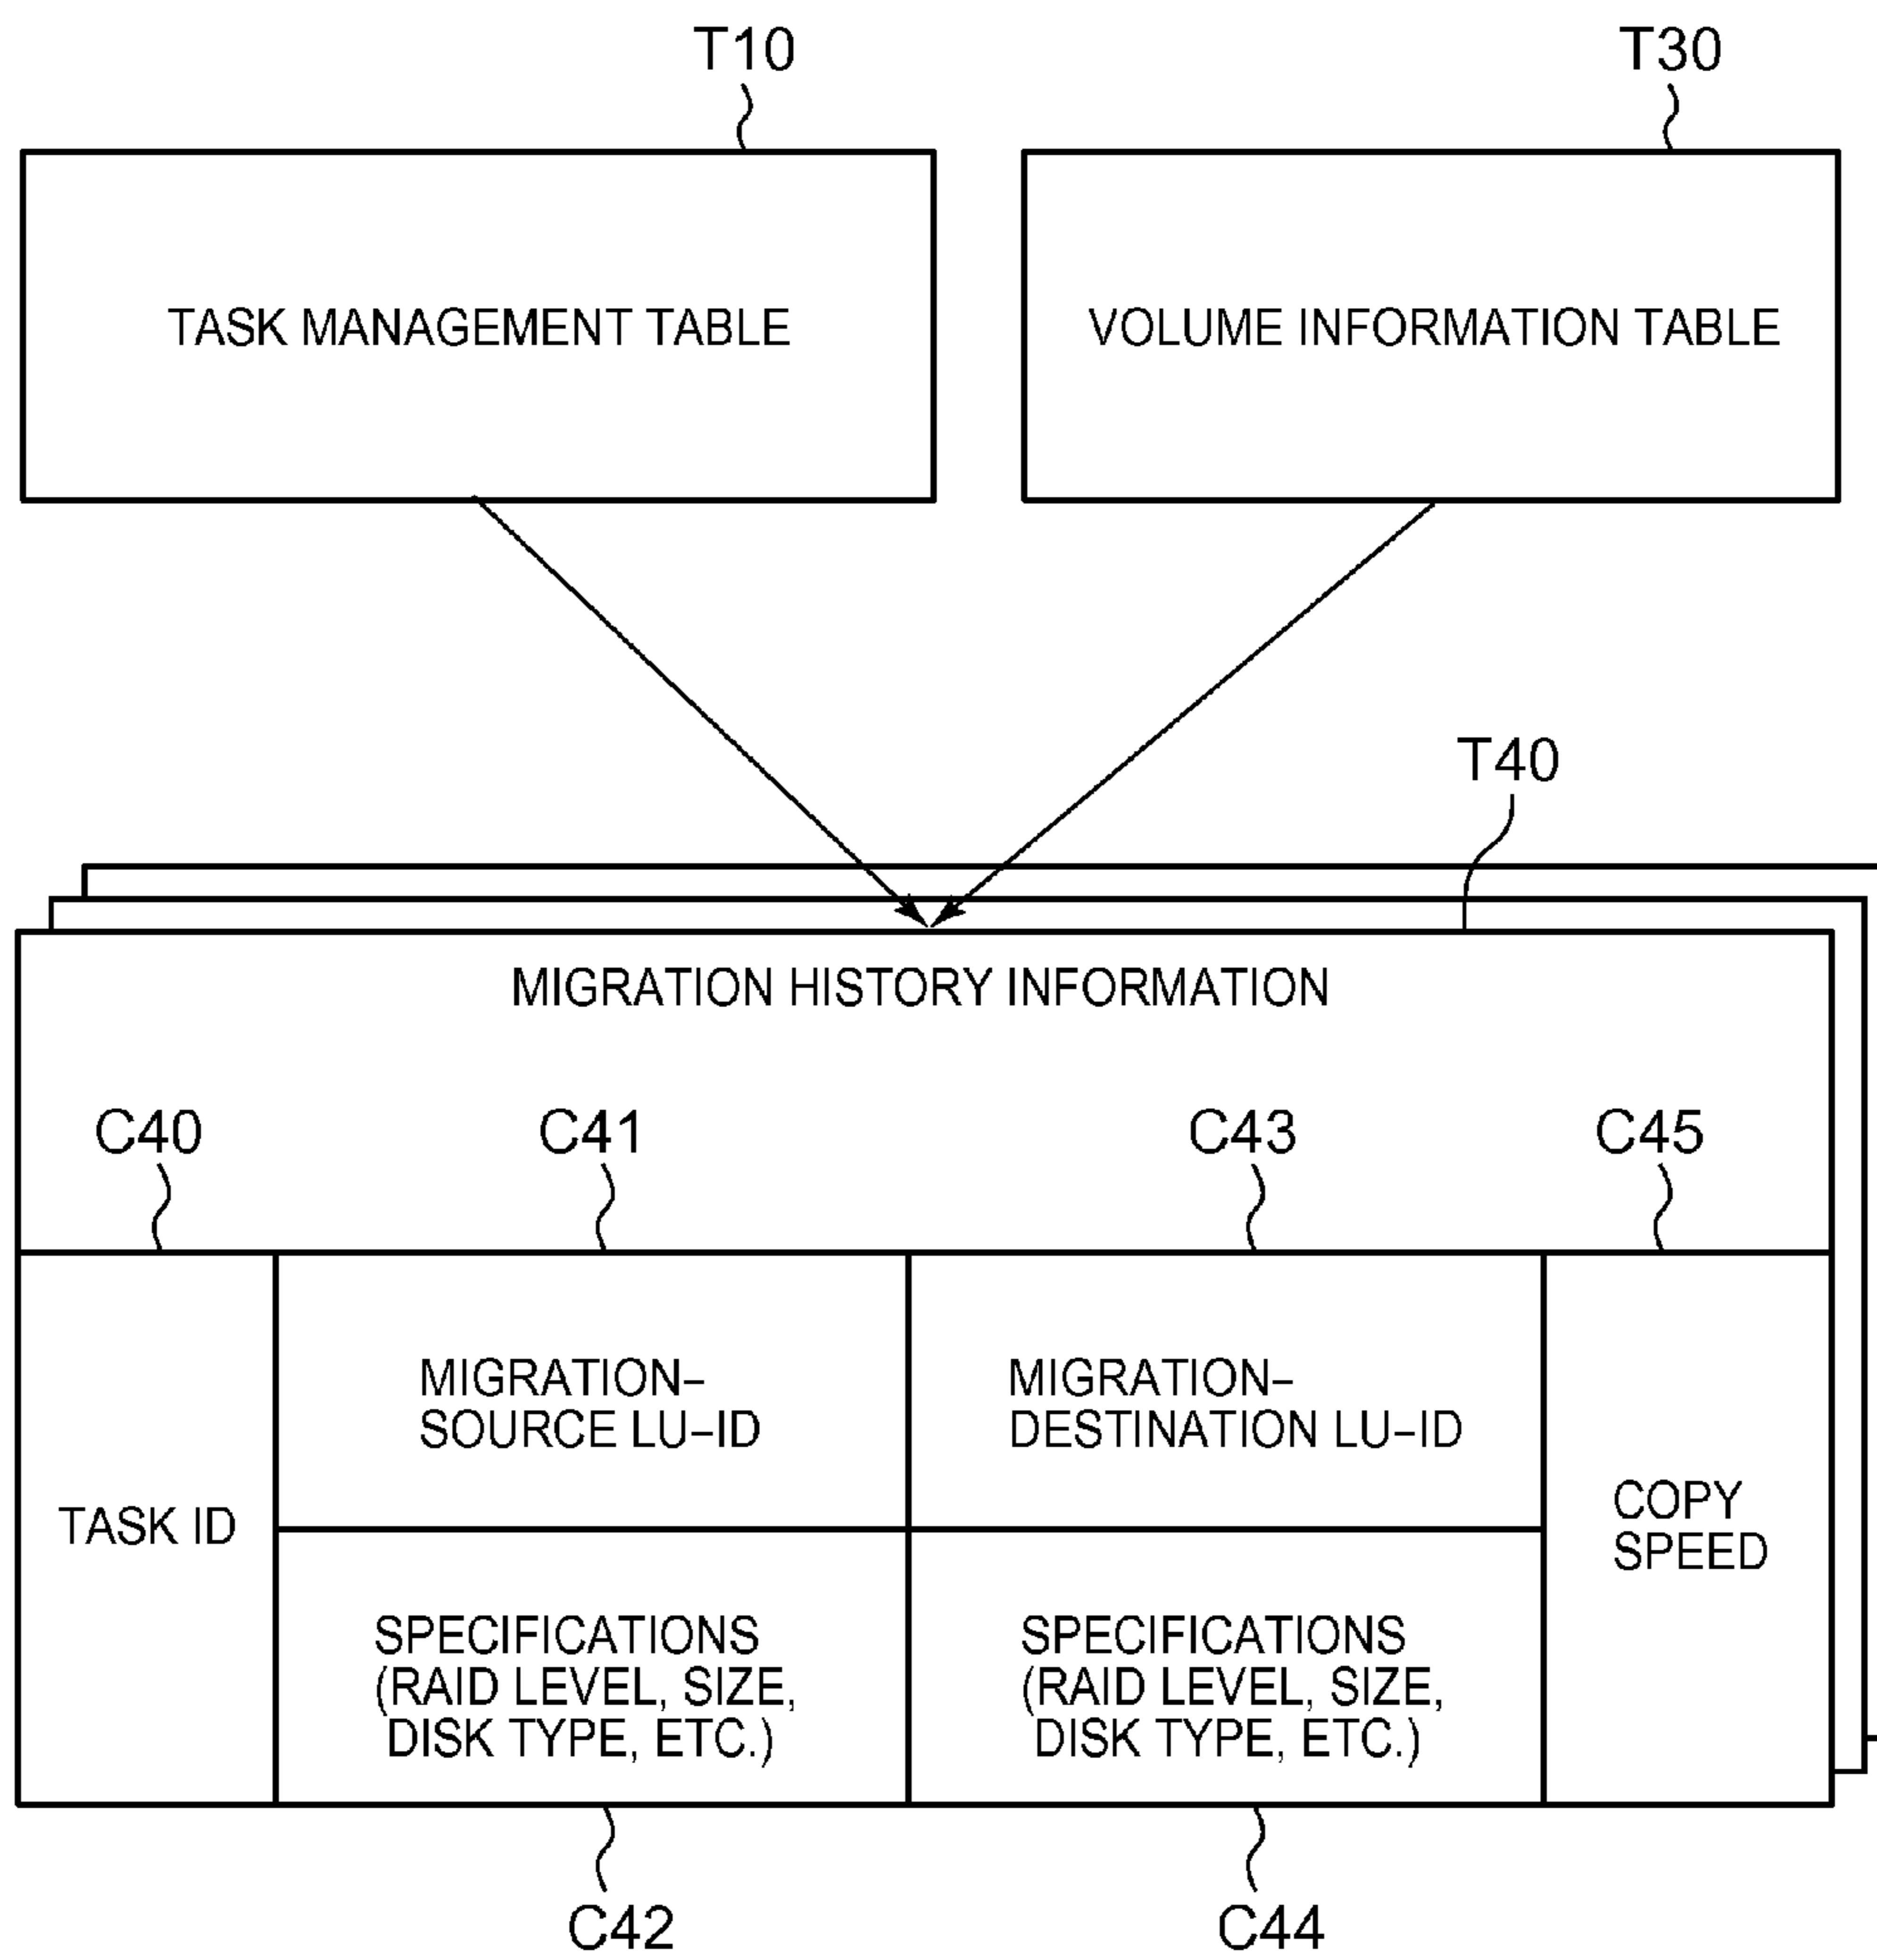 T10
T30
TASK MANAGEMENT TABLE
VOLUME INFORMATION TABLE
T40
MIGRATION HISTORY INFORMATION
C40
C41
C43
C45
TASK ID
MIGRATION–
SOURCE LU–ID
MIGRATION–
DESTINATION LU–ID
COPY
SPEED
SPECIFICATIONS
(RAID LEVEL, SIZE,
DISK TYPE, ETC.)
SPECIFICATIONS
(RAID LEVEL, SIZE,
DISK TYPE, ETC.)
C42
C44